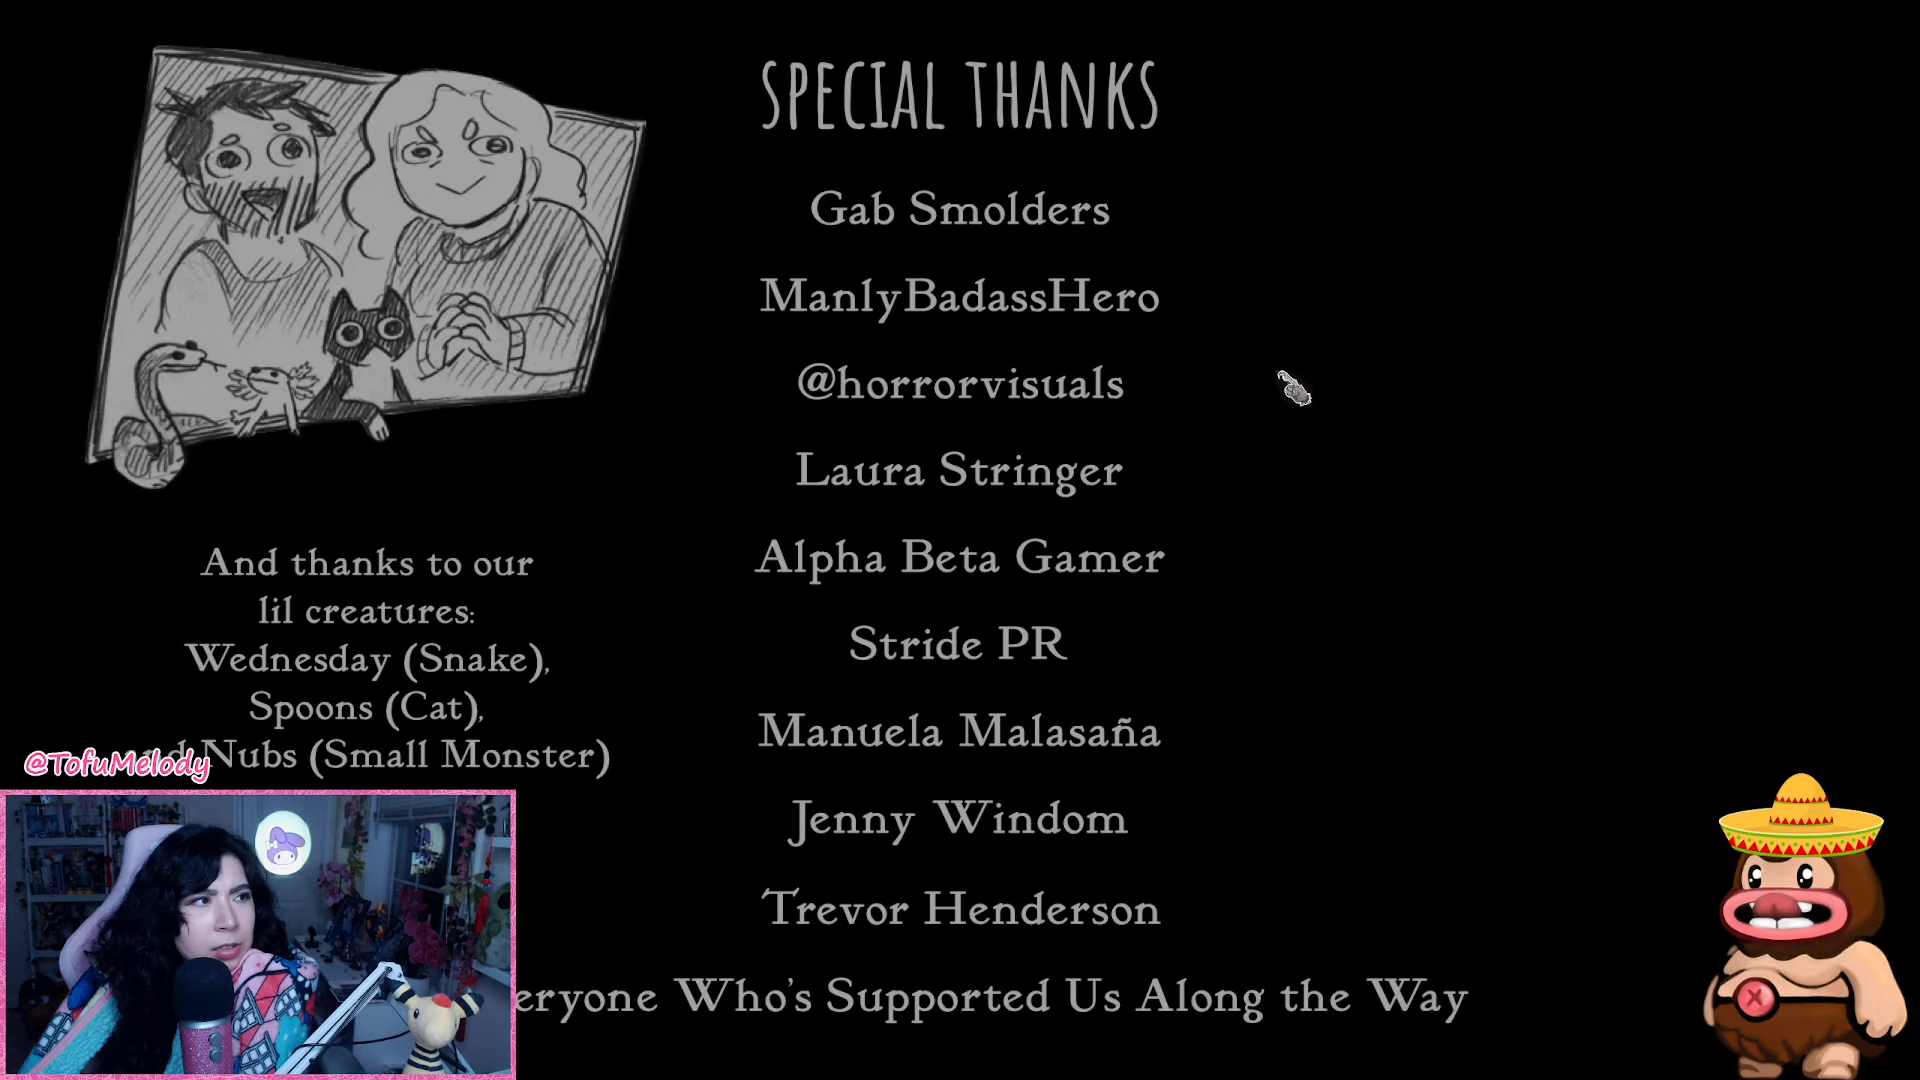 SPECIAL THANKS
Gab Smolders
ManlyBadassHero
@horrorvisuals
Laura Stringer
Alpha Beta Gamer
Stride PR
Manuela Malasaña
Jenny Windom
Trevor Henderson
Who's Supported Us Along the Way
And thanks to our
lil creatures:
Wednesday (Snake),
Spoons (Cat),
Nubs (Small Monster)
@TofuMelody